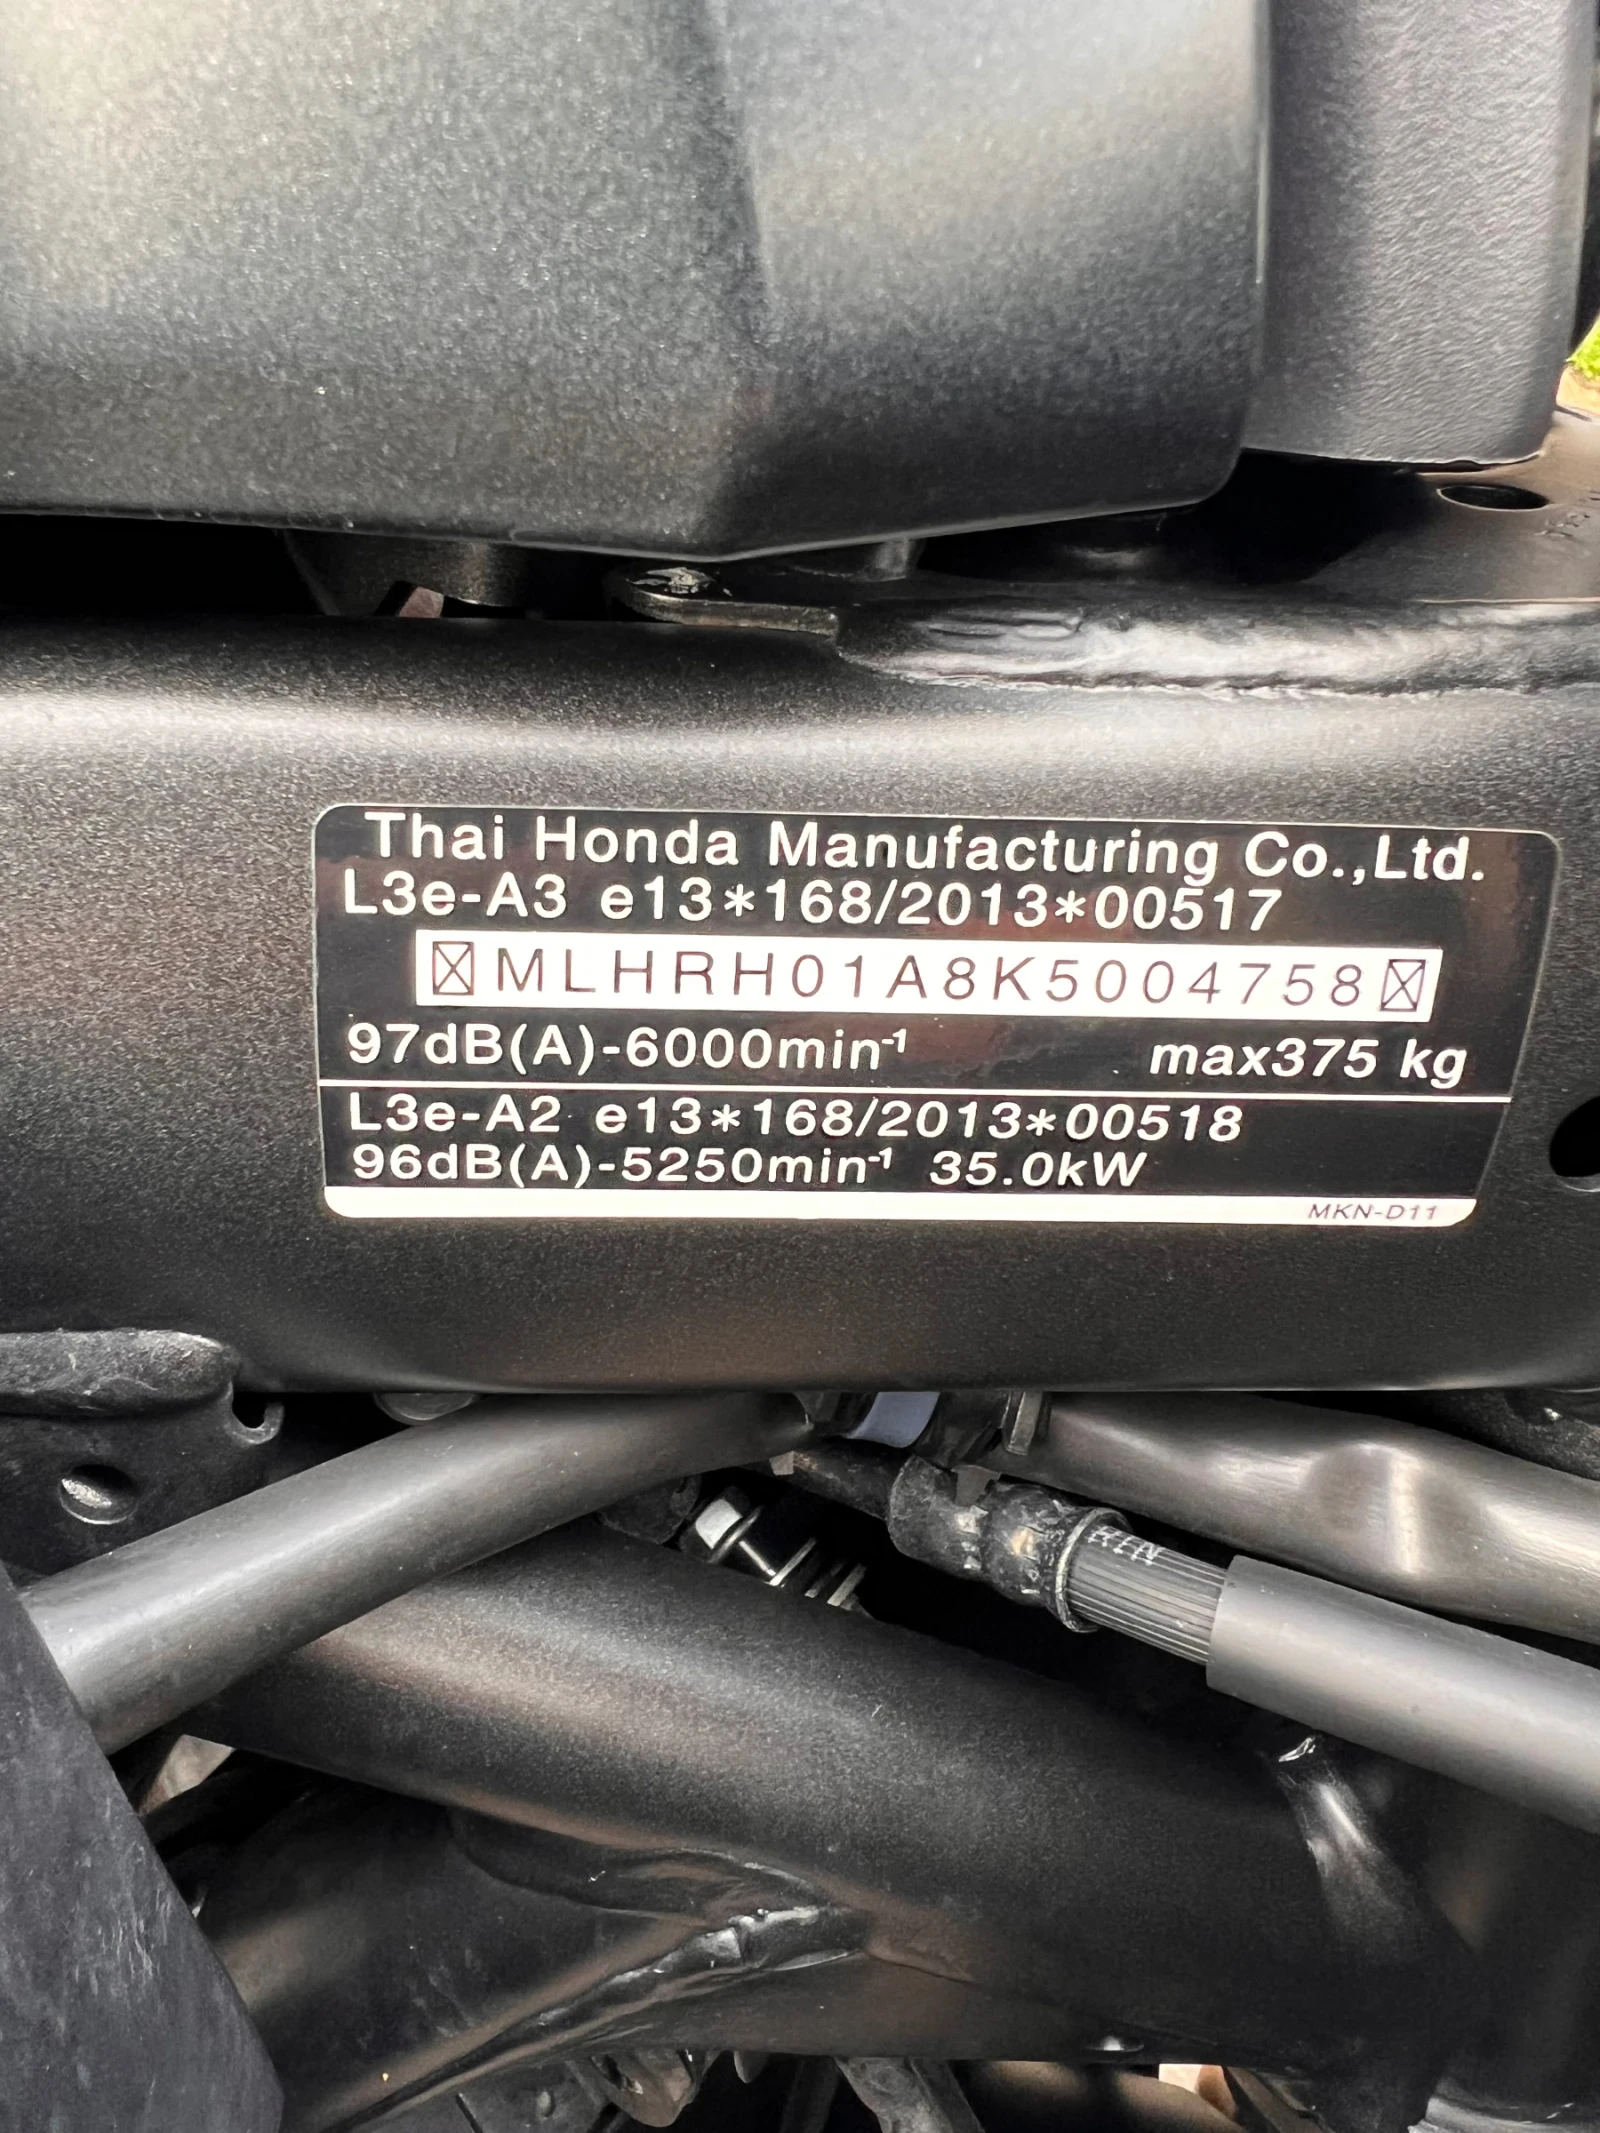 Thai Honda Manufacturing Co.,Ltd.
L3e-A3 e13*168/2013*00517
MLHRH01A8K5004758
97dB(A)-6000min⁻¹ max375 kg
L3e-A2 e13*168/2013*00518
96dB(A)-5250min⁻¹ 35.0kW
MKN-D11